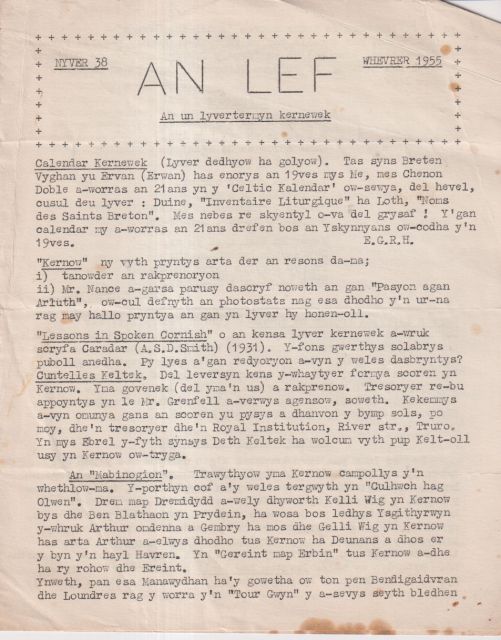 NYVER 38
AN LEF
WHEVRER 1955
An un lyvertermyn kernewek
Calendar Kernewek (Lyver dedhyow ha golyow). Tas syns Breten
Vyghan yu Ervan (Erwan) has enorys an 19ves mys Me, mes Chenon
Doble a-worras an 21ans yn y 'Celtic Kalendar' ow-sewya, del hevel,
cusul deu lyver : Duine, "Inventaire Liturgique" ha Loth, "Noms
des Saints Breton". Mes nebes re skyentyl o-va del grysaf ! Y'gan
calendar my a-worras an 21ans drefen bos an Yskynnyans ow-codha y'n
19ves. E.G.R.H.
"Kernow" ny vyth pryntys arta der an resons da-ma;
i) tanowder an rakprenoryon
ii) Mr. Nance a-garsa parusy dascryf noweth an gan "Pasyon agan
Arluth", ow-cul defnyth an photostats nag esa dhodho y'n ur-na
rag may hallo pryntya an gan yn lyver hy honen-oll.
"Lessons in Spoken Cornish" o an kensa lyver kernewek a-wruk
scryfa Caradar (A.S.D.Smith) (1931). Y-fons gwerthys solabrys
puboll anedha. Py lyes a'gan redyoryon a-vyn y weles dasbryntys?
Cuntelles Keltek. Del leversyn kens y-whaytyer formya scoren yn
Kernow. Yma govenek (del yma'n us) a rakprenow. Tresoryer re-bu
appoyntys yn le Mr. Grenfell a-verwys agensow, soweth. Kekemmys
a-vyn omunya gans an scoren yu pysys a dhanvon y bymp sols, po
moy, dhe'n tresoryer dhe'n Royal Institution, River str., Truro.
Yn mys Ebrel y-fyth synsys Deth Keltek ha wolcum vyth pup Kelt-oll
usy yn Kernow ow-tryga.
An "Mabinogion". Trawythyow yma Kernow campollys y'n
whethlow-ma. Y-porthyn cof a'y weles tergwyth yn "Culhwch hag
Olwen". Drem map Dremidydd a-wely dhyworth Kelli Wig yn Kernow
bys dhe Ben Blathaon yn Prydein, ha wosa bos ledhys Ysgithyrwyn
y-whruk Arthur omdenna a Gembry ha mos dhe Gelli Wig yn Kernow
has arta Arthur a-elwys dhodho tus Kernow ha Deunans a dhos er
y byn y'n hayl Havren. Yn "Gereint map Erbin" tus Kernow a-dhe
ha ry rohow dhe Ereint.
Ynweth, pan esa Manawydhan ha'y gowetha ow ton pen Bendigaidvran
dhe Loundres rag y worra y'n "Tour Gwyn" y a-sevys seyth bledhen